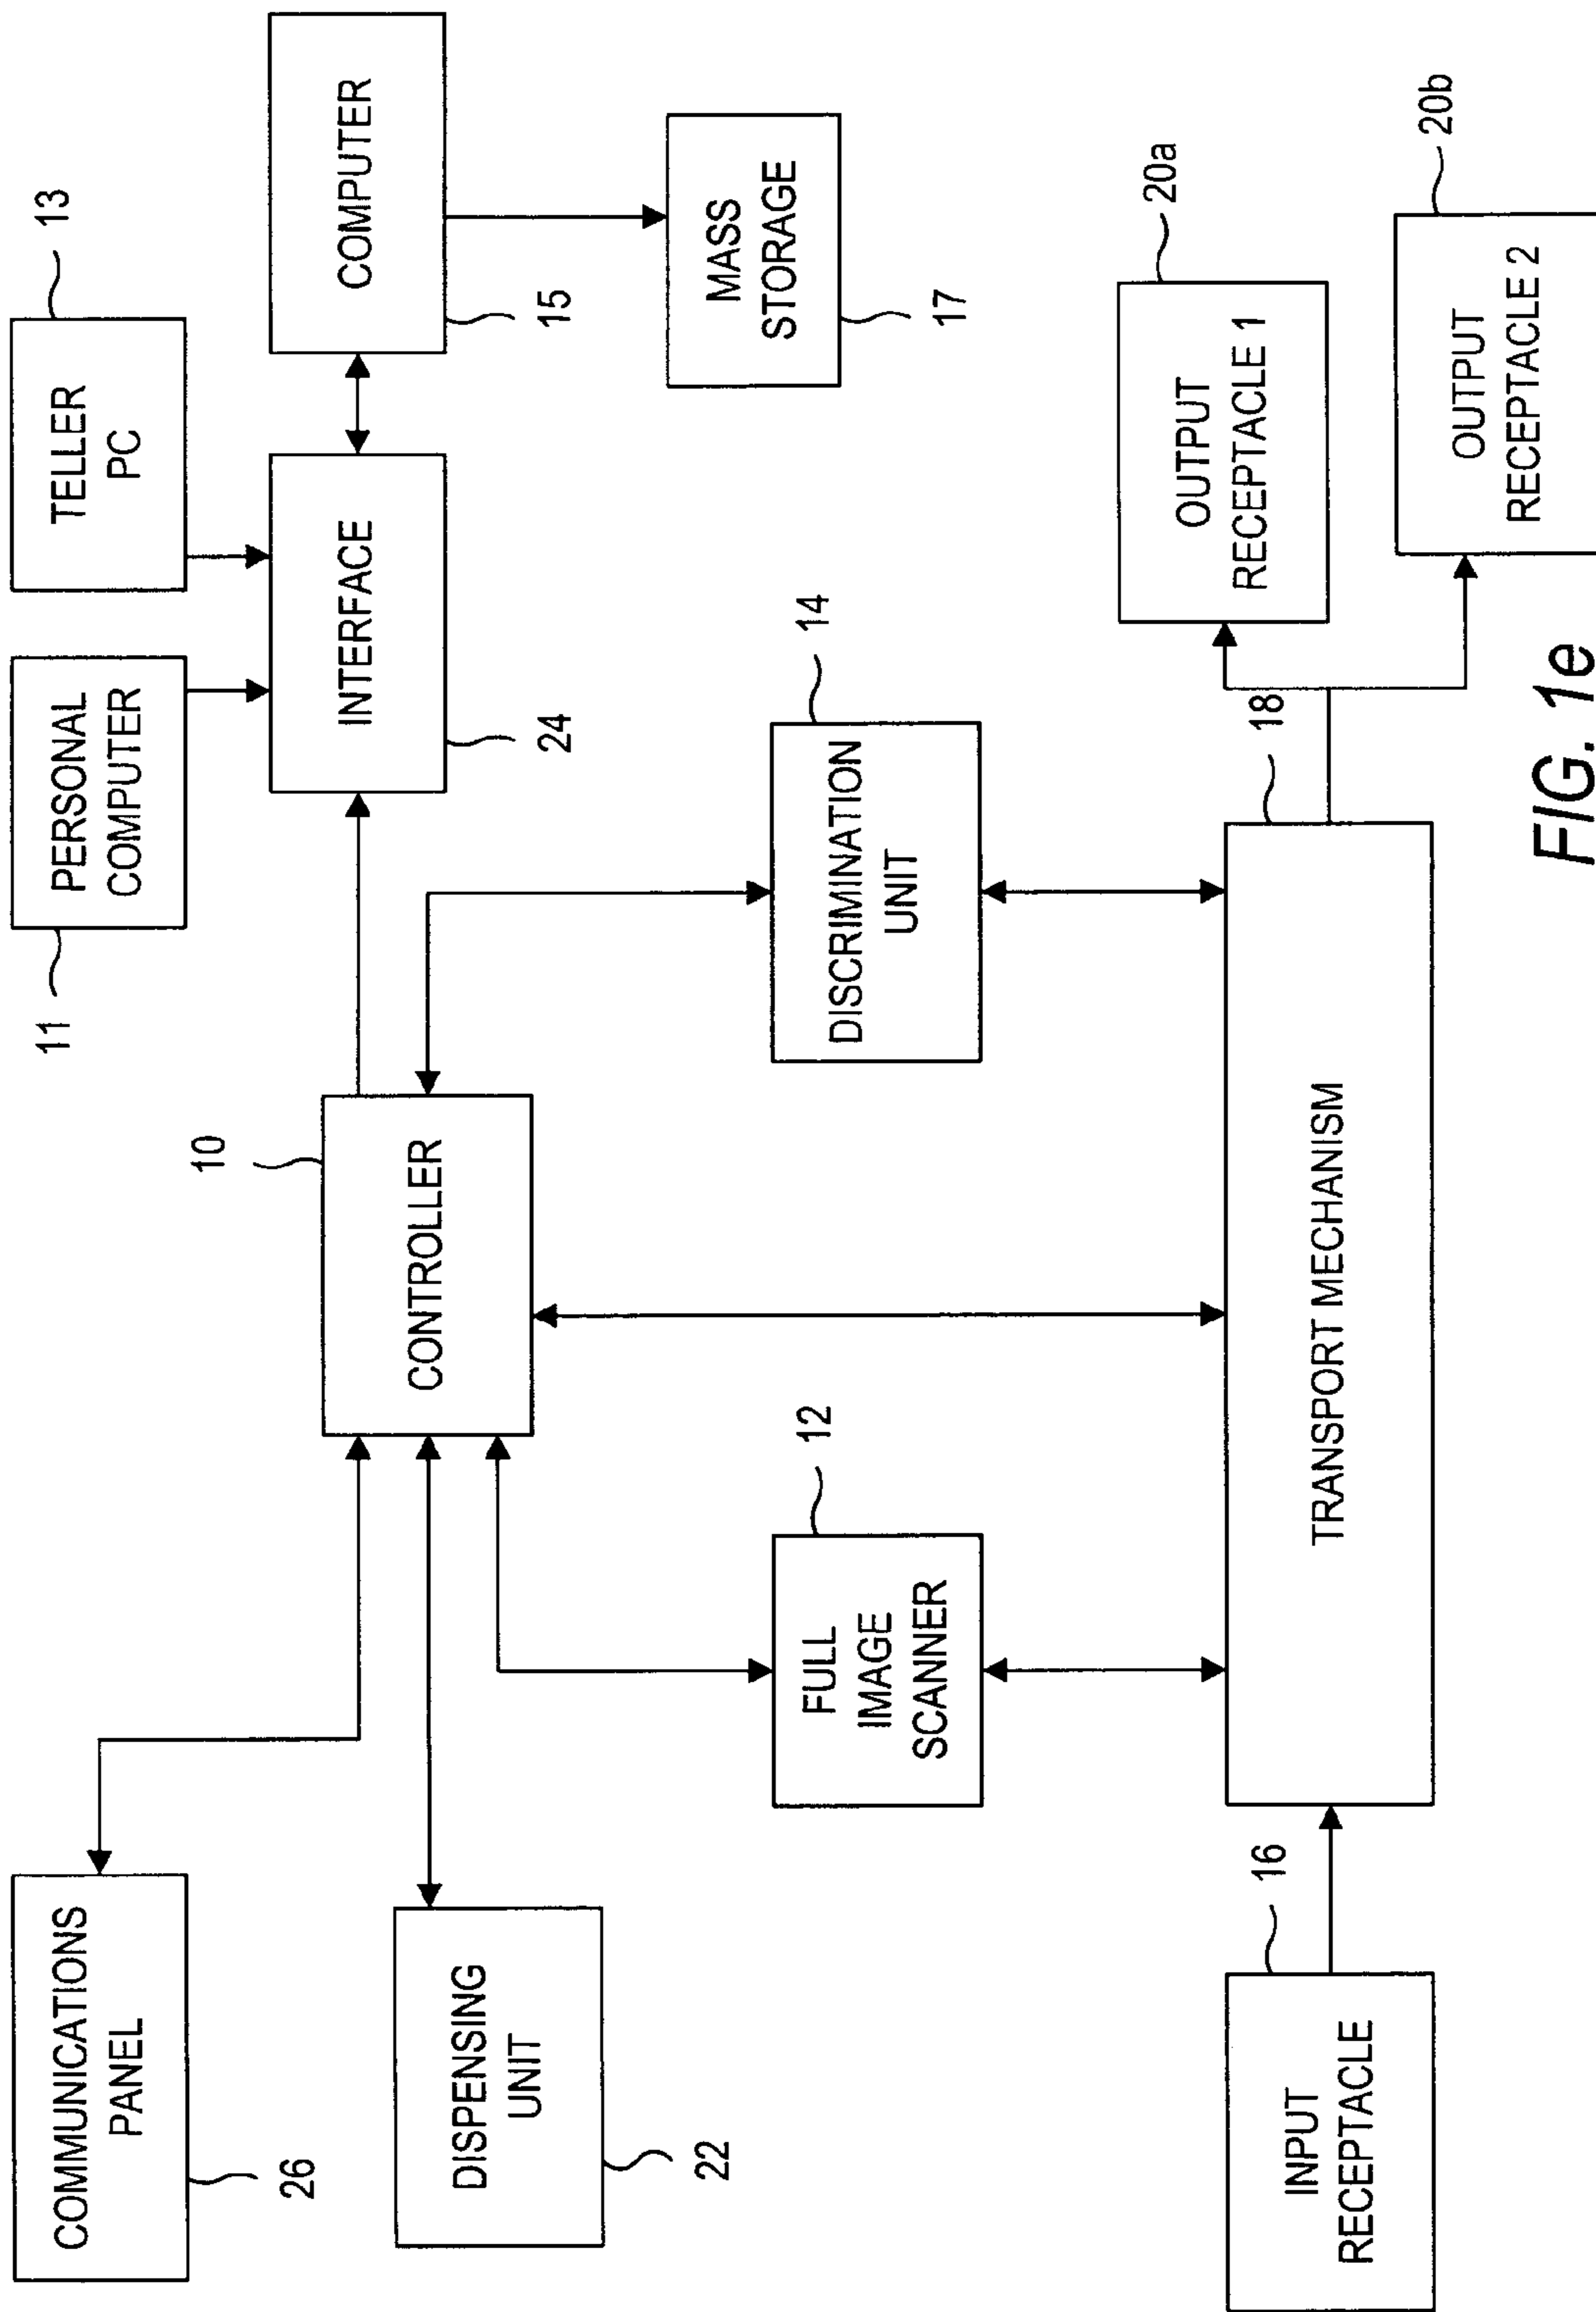 COMMUNICATIONS
PANEL
26
DISPENSING
UNIT
22
PERSONAL
COMPUTER
11
TELLER
PC
13
CONTROLLER
10
INTERFACE
24
COMPUTER
15
MASS
STORAGE
17
FULL
IMAGE
SCANNER
12
DISCRIMINATION
UNIT
14
INPUT
RECEPTACLE
16
TRANSPORT MECHANISM
18
OUTPUT
RECEPTACLE 1
20a
OUTPUT
RECEPTACLE 2
20b
FIG. 1e